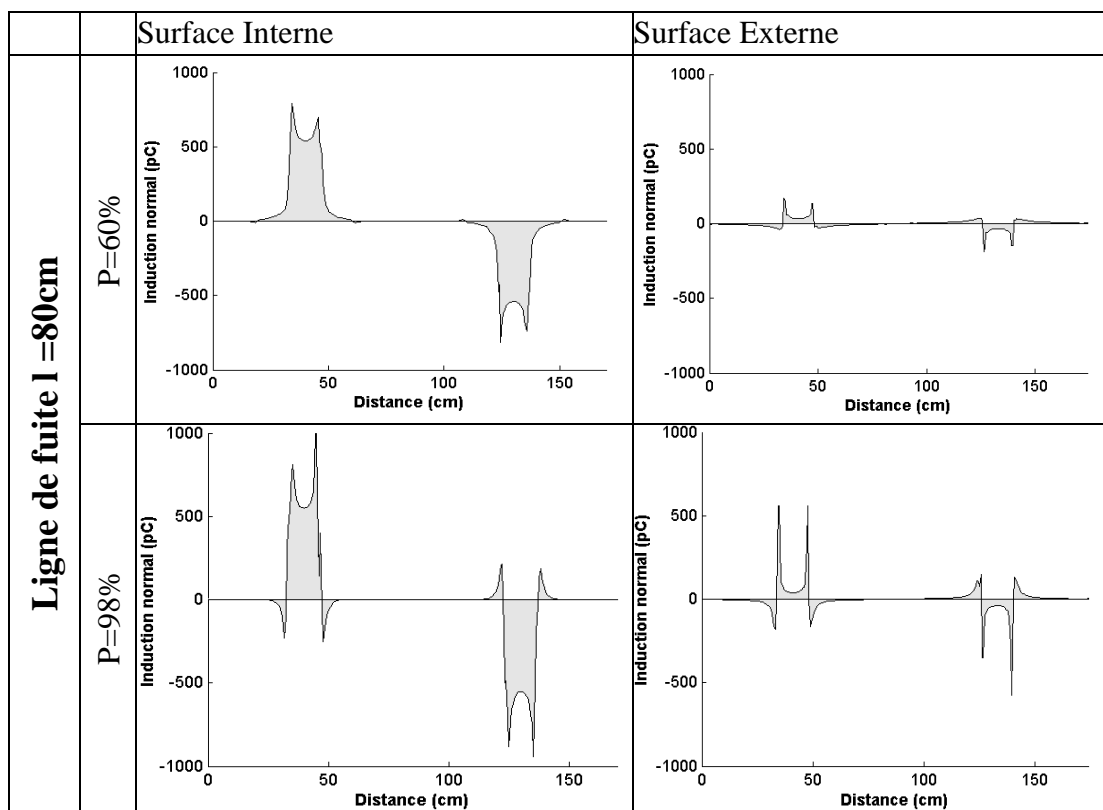 Surface Interne
Surface Externe
Ligne de fuite l =80cm
P=60%
1000
500
0
-500
-1000
0
50
100
150
Induction normal (pC)
Distance (cm)
1000
500
0
-500
-1000
0
50
100
150
Induction normal (pC)
Distance (cm)
P=98%
1000
500
0
-500
-1000
0
50
100
150
Induction normal (pC)
Distance (cm)
1000
500
0
-500
-1000
0
50
100
150
Induction normal (pC)
Distance (cm)